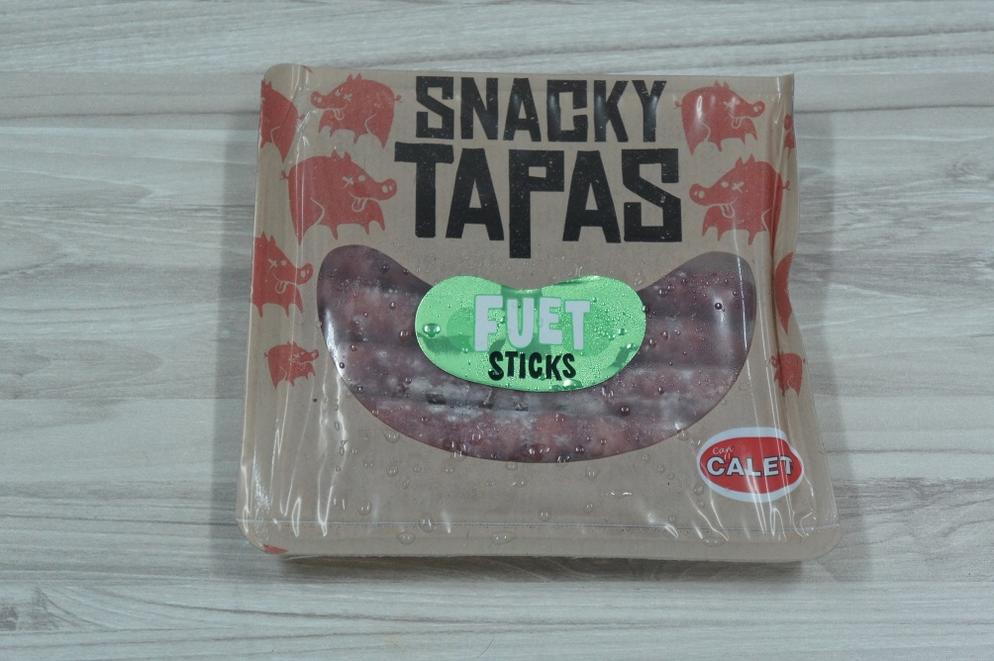 SNACKY
TAPAS
FUET
STICKS
Can
CALET